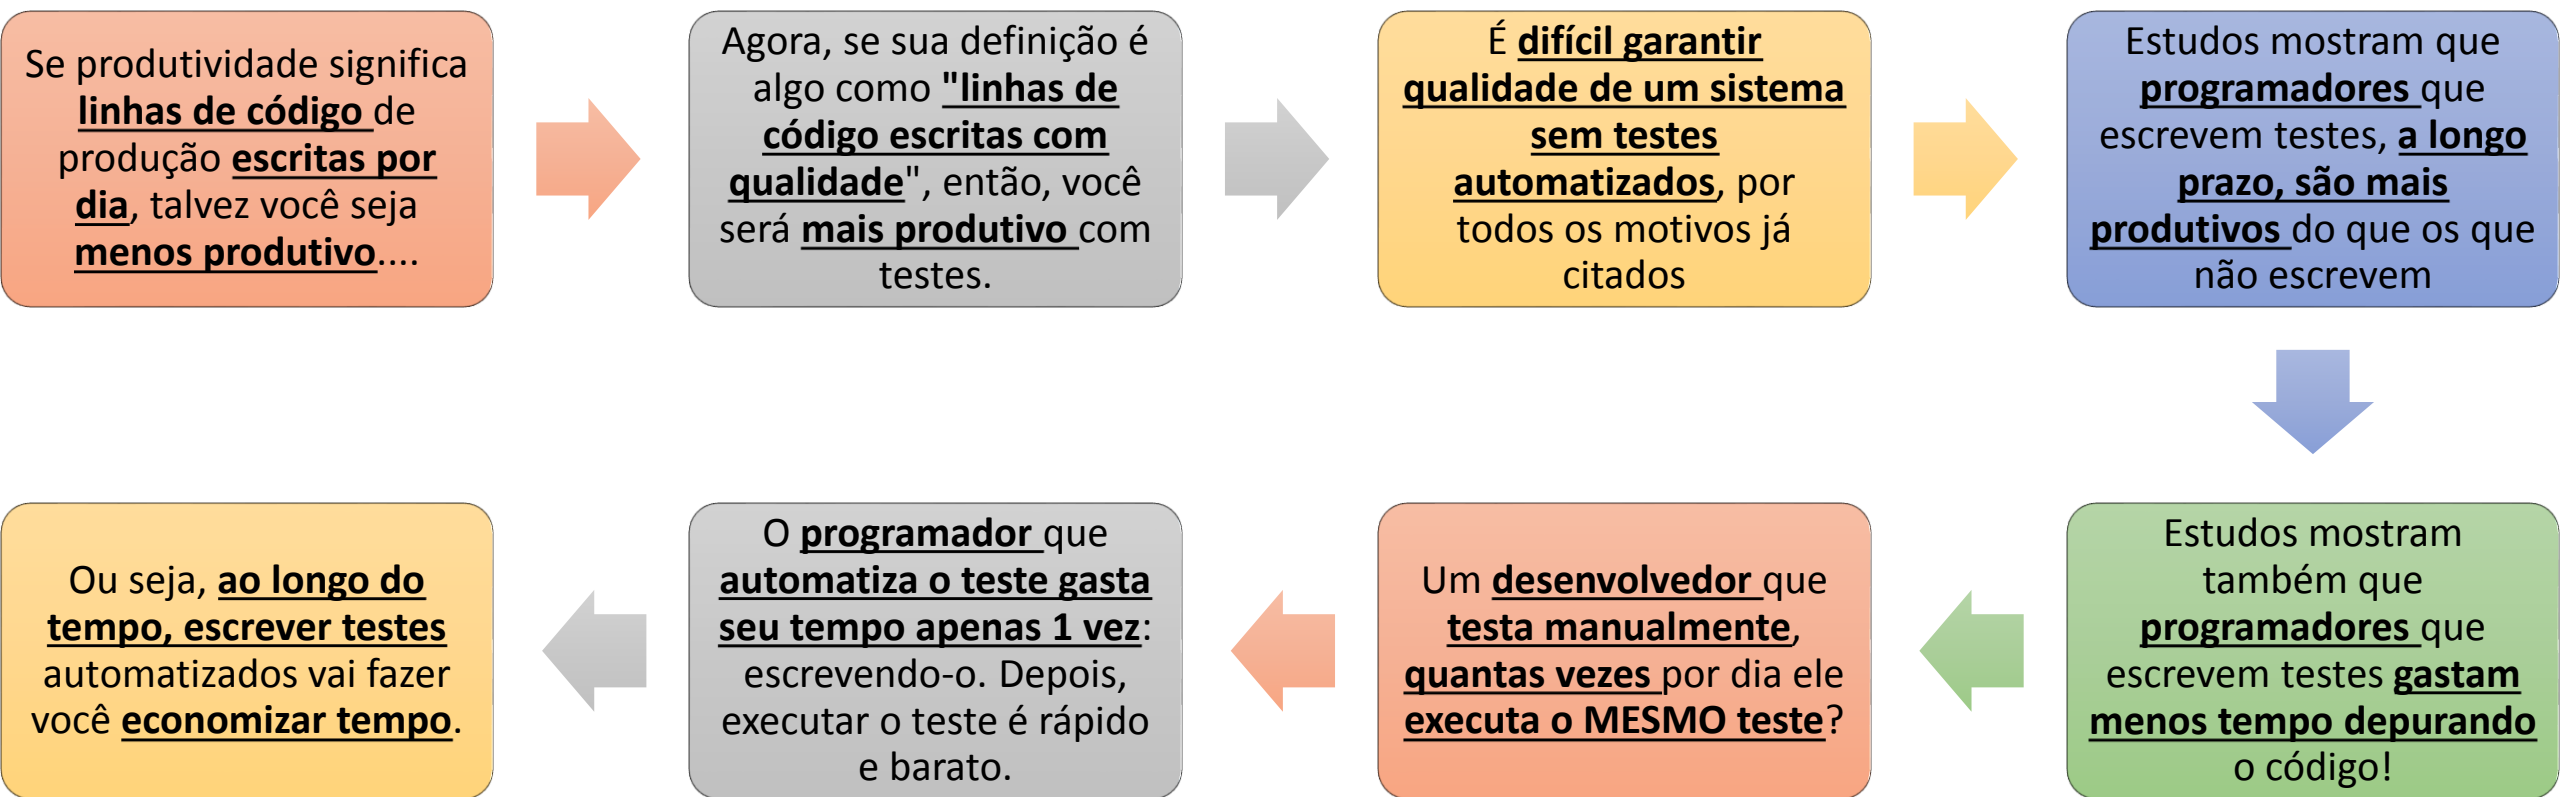 Se produtividade significa
linhas de código de
produção escritas por
dia, talvez você seja
menos produtivo....
Agora, se sua definição é
algo como "linhas de
código escritas com
qualidade", então, você
será mais produtivo com
testes.
É difícil garantir
qualidade de um sistema
sem testes
automatizados, por
todos os motivos já
citados
Estudos mostram que
programadores que
escrevem testes, a longo
prazo, são mais
produtivos do que os que
não escrevem
Estudos mostram
também que
programadores que
escrevem testes gastam
menos tempo depurando
o código!
Um desenvolvedor que
testa manualmente,
quantas vezes por dia ele
executa o MESMO teste?
O programador que
automatiza o teste gasta
seu tempo apenas 1 vez:
escrevendo-o. Depois,
executar o teste é rápido
e barato.
Ou seja, ao longo do
tempo, escrever testes
automatizados vai fazer
você economizar tempo.